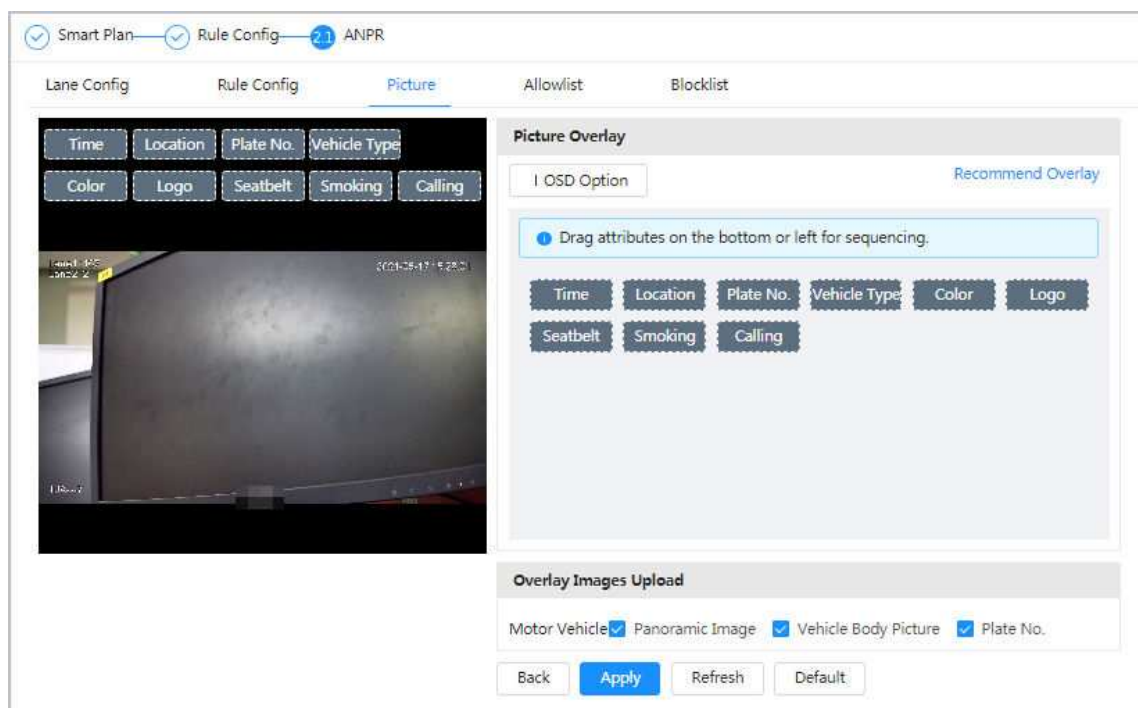 Smart Plan Rule Config 2.1 ANPR
Lane Config Rule Config Picture Allowlist Blocklist
Time Location Plate No. Vehicle Type
Color Logo Seatbelt Smoking Calling
Picture Overlay
I OSD Option Recommend Overlay
Drag attributes on the bottom or left for sequencing.
Time Location Plate No. Vehicle Type Color Logo
Seatbelt Smoking Calling
Overlay Images Upload
Motor Vehicle Panoramic Image Vehicle Body Picture Plate No.
Back Apply Refresh Default